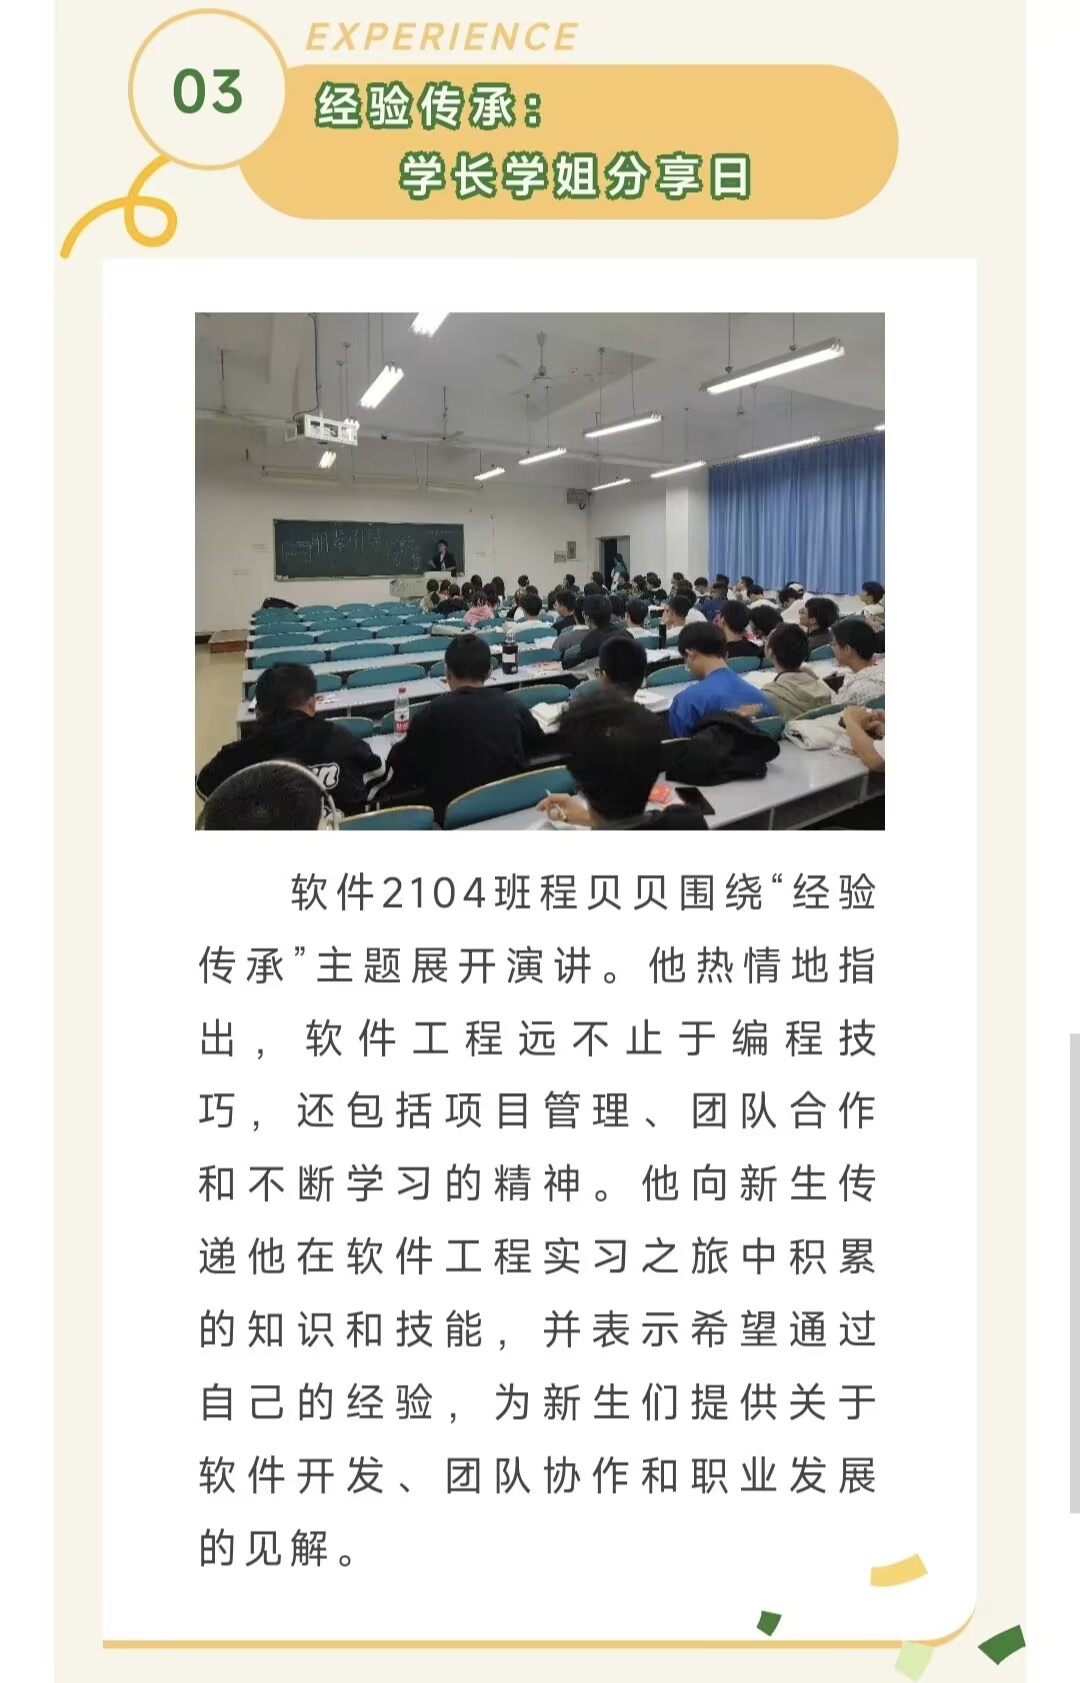 EXPERIENCE
03
经验传承：
学长学姐分享日
软件2104班程贝贝围绕“经验
传承”主题展开演讲。他热情地指
出，软件工程远不止于编程技
巧，还包括项目管理、团队合作
和不断学习的精神。他向新生传
递他在软件工程实习之旅中积累
的知识和技能，并表示希望通过
自己的经验，为新生们提供关于
软件开发、团队协作和职业发展
的见解。